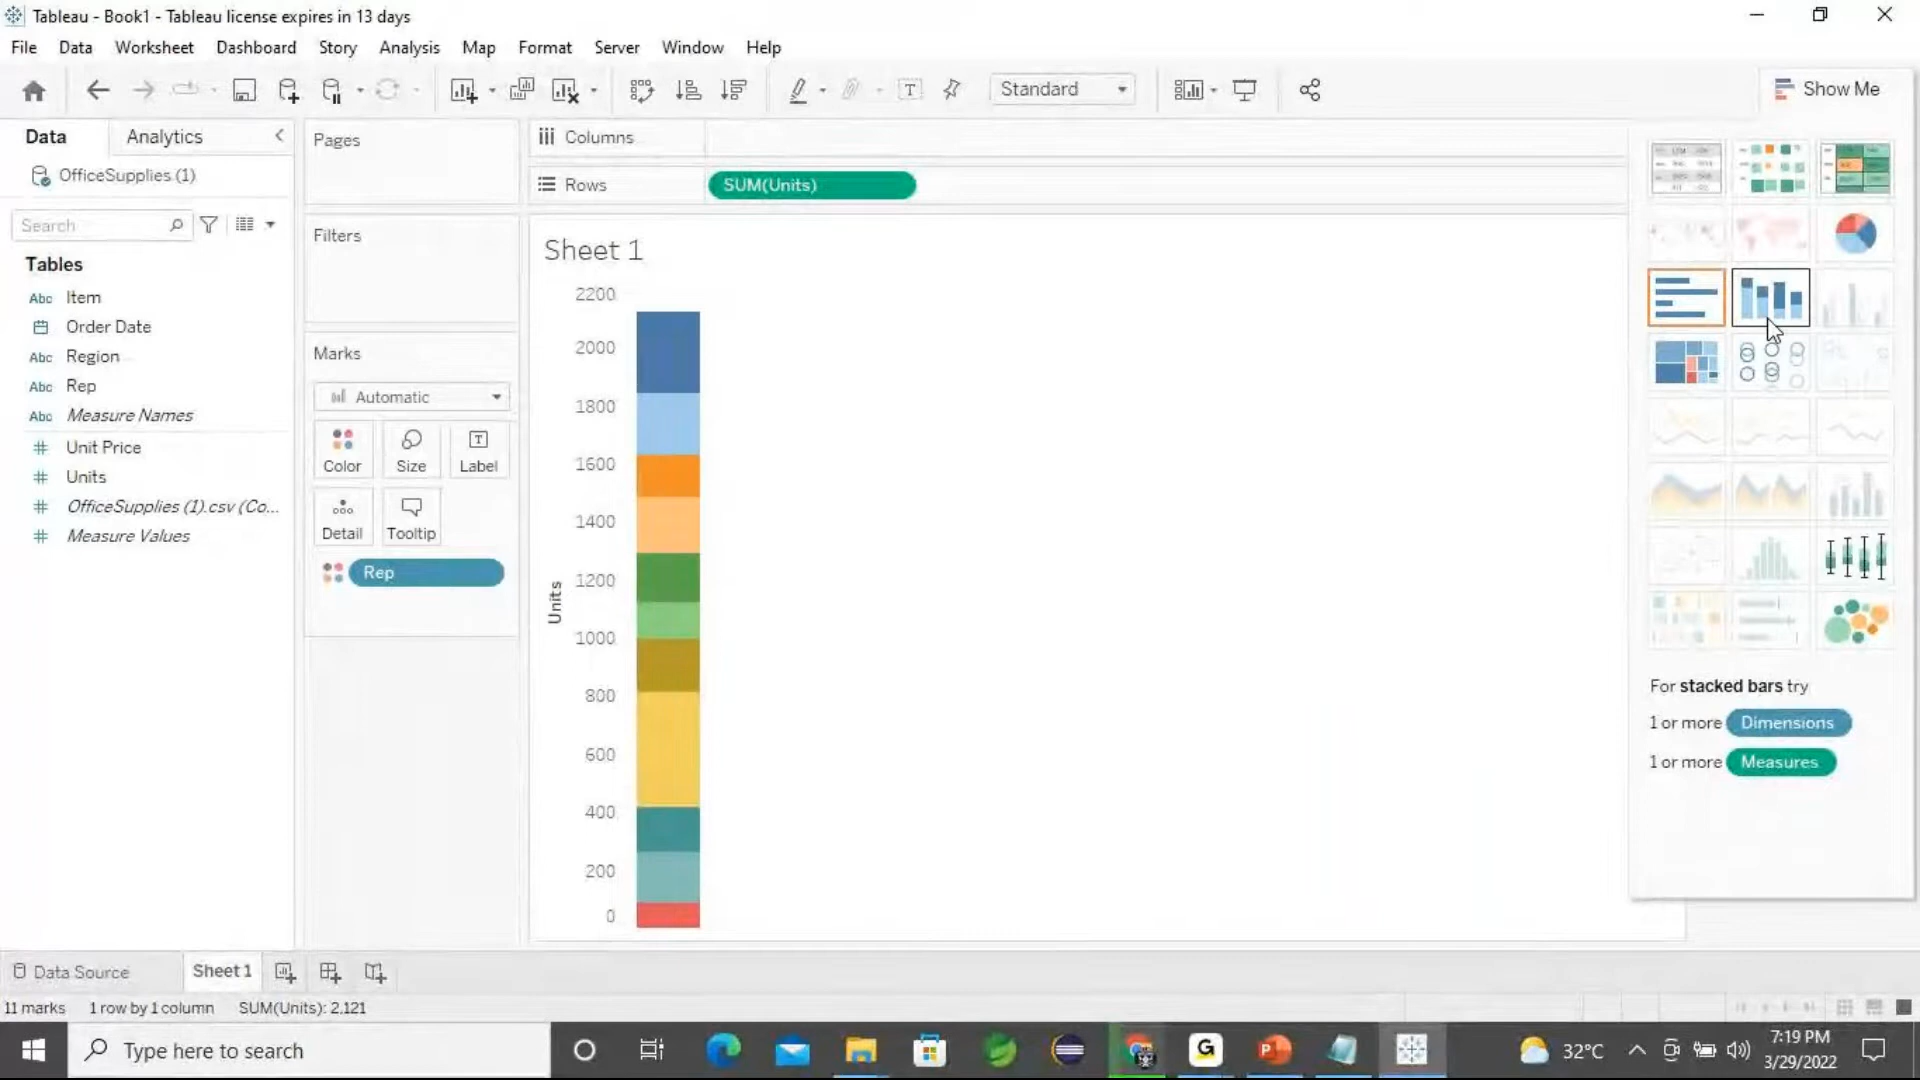 Tableau - Book1 - Tableau license expires in 13 days
File Data Worksheet Dashboard Story Analysis Map Format Server Window Help
Standard
Show Me
Data
Analytics
OfficeSupplies (1)
Search
Tables
Abc Item
Order Date
Abc Region
Abc Rep
Abc Measure Names
# Unit Price
# Units
# OfficeSupplies (1).csv (Co...
# Measure Values
Pages
Filters
Marks
Automatic
Color
Size
Label
Detail
Tooltip
Rep
Columns
Rows
SUM(Units)
Sheet 1
2200
2000
1800
1600
1400
1200
1000
800
600
400
200
0
Units
For stacked bars try
1 or more Dimensions
1 or more Measures
Data Source
Sheet 1
11 marks 1 row by 1 column SUM(Units): 2,121
Type here to search
32°C
7:19 PM
3/29/2022